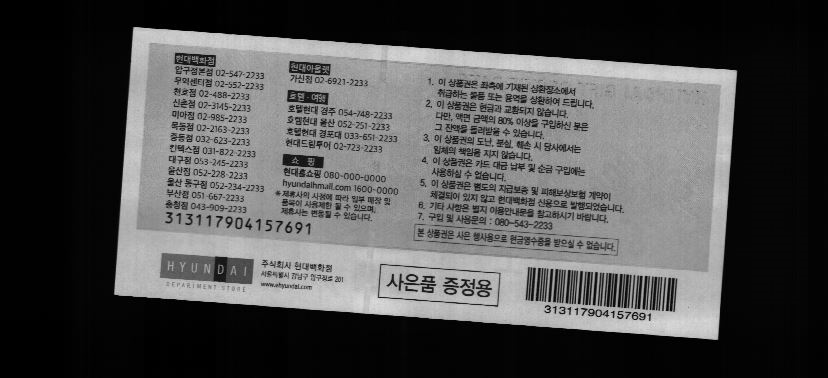 현대백화점
압구정본점 02-547-2233
무역센터점 02-552-2233
천호점 02-488-2233
신촌점 02-3145-2233
미아점 02-985-2233
목동점 02-2163-2233
중동점 032-623-2233
킨텍스점 031-822-2233
대구점 053-245-2233
울산점 052-228-2233
울산 동구점 052-234-2233
부산점 051-667-2233
충청점 043-909-2233
313117904157691
현대아울렛
가산점 02-6921-2233
호텔·여행
호텔현대 경주 054-748-2233
호텔현대 울산 052-251-2233
호텔현대 경포대 033-651-2233
현대드림투어 02-723-2233
쇼 핑
현대홈쇼핑 080-000-0000
hyundaihmall.com 1600-0000
※제휴사의 사정에 따라 일부 매장 및
품목이 사용제한 될 수 있으며,
제휴사는 변동될 수 있습니다.
1. 이 상품권은 좌측에 기재된 상환장소에서
취급하는 물품 또는 용역을 상환하여 드립니다.
2. 이 상품권은 현금과 교환되지 않습니다.
다만, 액면 금액의 80% 이상을 구입하신 분은
그 잔액을 돌려받을 수 있습니다.
3. 이 상품권의 도난, 분실, 훼손 시 당사에서는
일체의 책임을 지지 않습니다.
4. 이 상품권은 카드 대금 납부 및 순금 구입에는
사용하실 수 없습니다.
5. 이 상품권은 별도의 지급보증 및 피해보상보험 계약이
체결되어 있지 않고 현대백화점 신용으로 발행되었습니다.
6. 기타 사항은 별지 이용안내문을 참고하시기 바랍니다.
7. 구입 및 사용문의 : 080-543-2233
본 상품권은 사은 행사용으로 현금영수증을 받으실 수 없습니다.
HYUNDAI
DEPARTMENT STORE
주식회사 현대백화점
서울특별시 강남구 압구정로 201
www.ehyundai.com
사은품 증정용
313117904157691